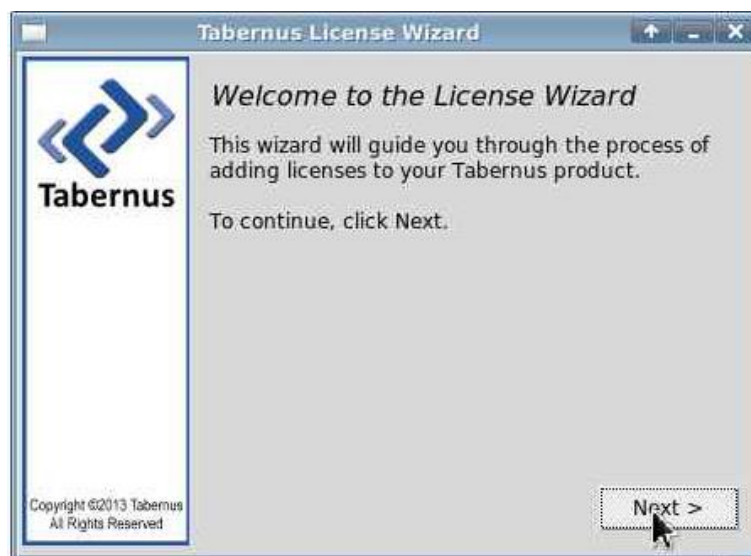 Tabernus License Wizard
Tabernus
Copyright ©2013 Tabernus
All Rights Reserved
Welcome to the License Wizard
This wizard will guide you through the process of
adding licenses to your Tabernus product.
To continue, click Next.
Next >